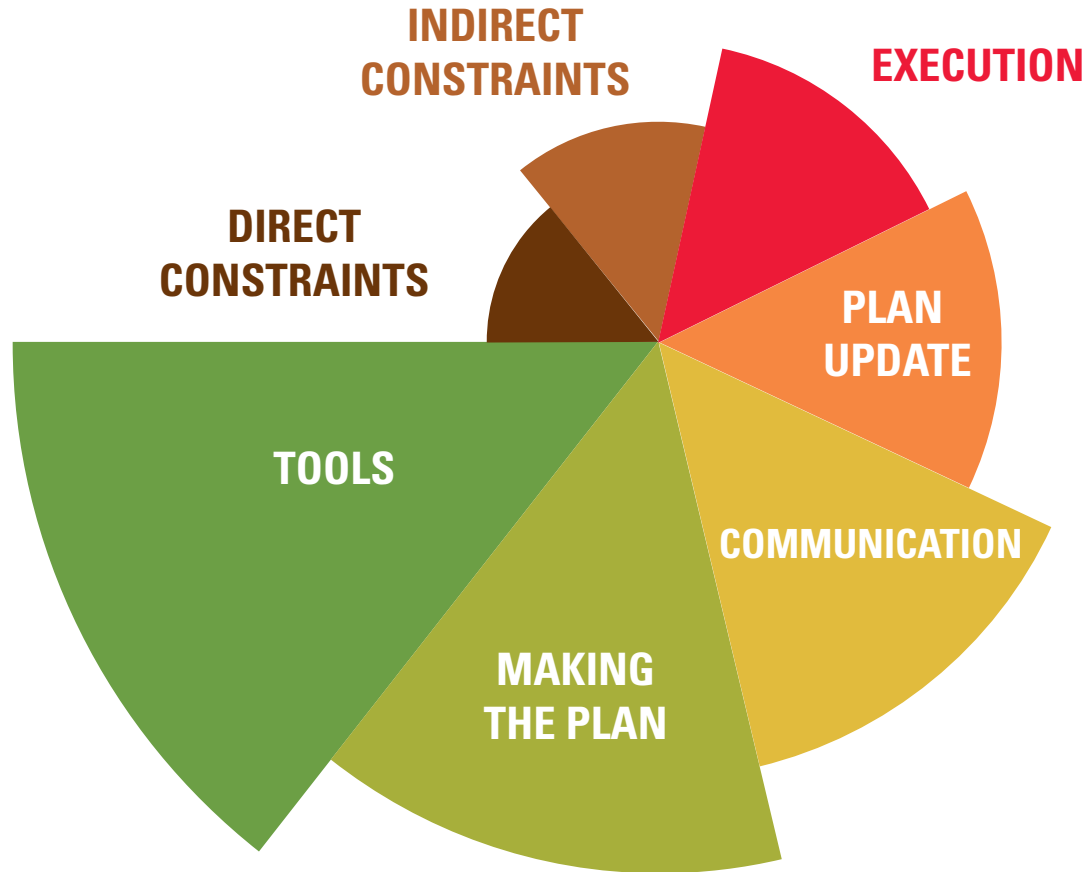 INDIRECT
CONSTRAINTS
EXECUTION
DIRECT
CONSTRAINTS
PLAN
UPDATE
TOOLS
COMMUNICATION
MAKING
THE PLAN